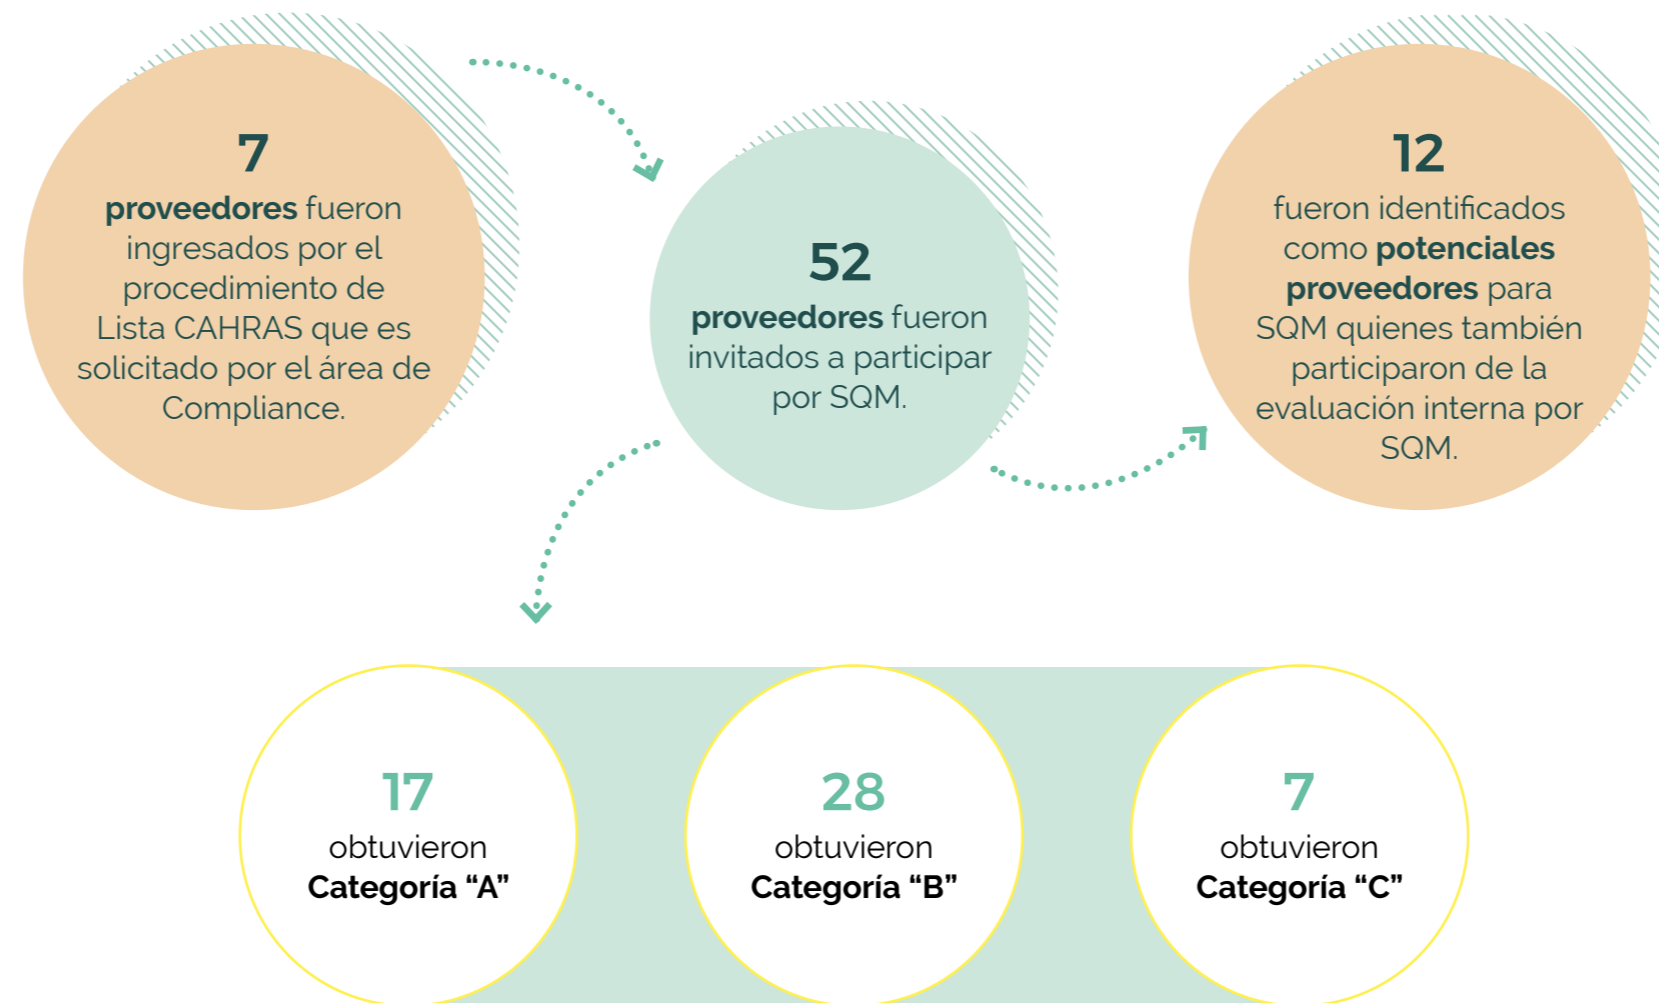 7
proveedores fueron
ingresados por el
procedimiento de
Lista CAHRAS que es
solicitado por el área de
Compliance.
52
proveedores fueron
invitados a participar
por SQM.
12
fueron identificados
como potenciales
proveedores para
SQM quienes también
participaron de la
evaluación interna por
SQM.
17
obtuvieron
Categoría “A”
28
obtuvieron
Categoría “B”
7
obtuvieron
Categoría “C”